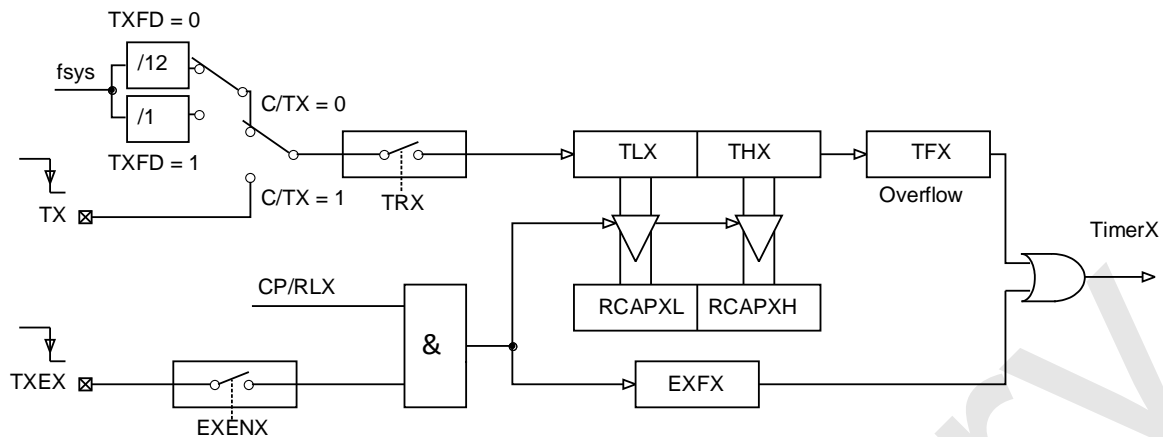 TXFD = 0
/12
fsys
C/TX = 0
/1
TXFD = 1
TLX
THX
TFX
Overflow
C/TX = 1
TRX
TX
TimerX
CP/RLX
RCAPXL
RCAPXH
&
TXEX
EXFX
EXENX